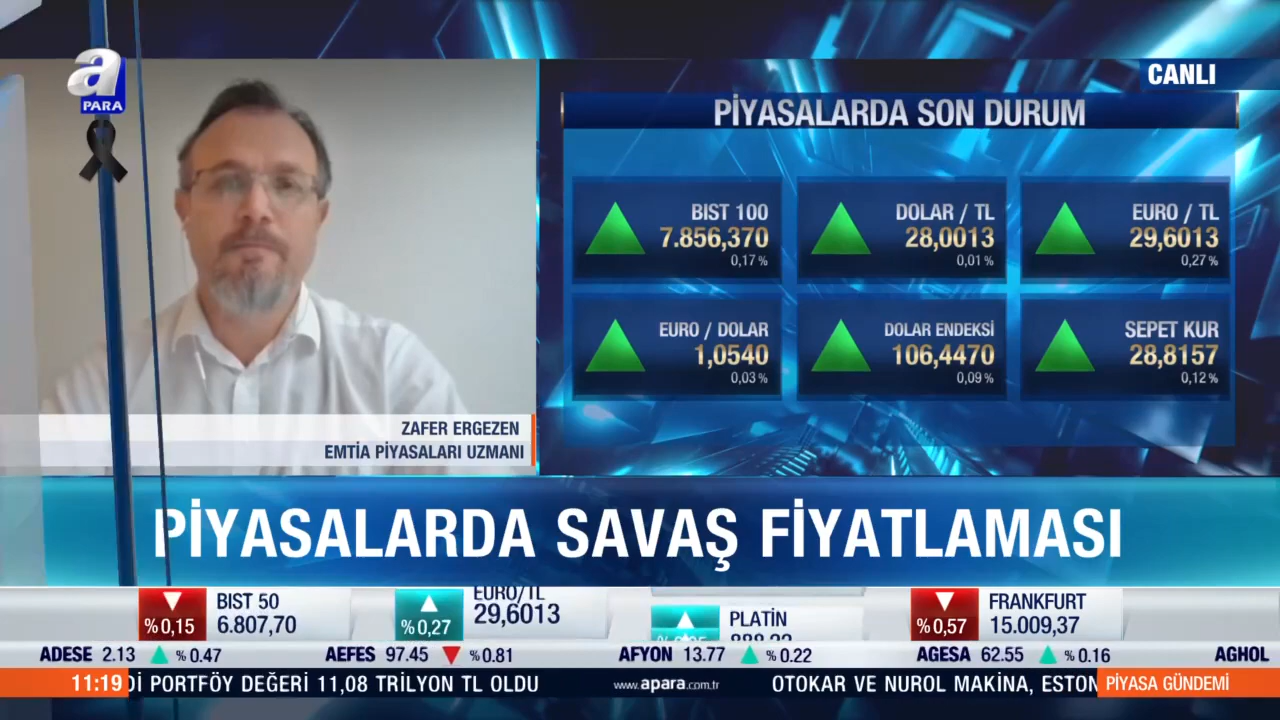 a
PARA
CANLI
PİYASALARDA SON DURUM
BIST 100
7.856,370
0,17 %
DOLAR / TL
28,0013
0,01 %
EURO / TL
29,6013
0,27 %
EURO / DOLAR
1,0540
0,03 %
DOLAR ENDEKSİ
106,4470
0,09 %
SEPET KUR
28,8157
0,12 %
ZAFER ERGEZEN
EMTİA PİYASALARI UZMANI
PİYASALARDA SAVAŞ FİYATLAMASI
% 0,15 BIST 50
6.807,70
% 0,27 EURO/TL
29,6013
PLATİN
% 0,57 FRANKFURT
15.009,37
ADESE 2.13 % 0.47 AEFES 97.45 % 0.81 AFYON 13.77 % 0.22 AGESA 62.55 % 0.16 AGHOL
11:19 Dİ PORTFÖY DEĞERİ 11,08 TRİLYON TL OLDU www.apara.com.tr OTOKAR VE NUROL MAKİNA, ESTON PİYASA GÜNDEMİ